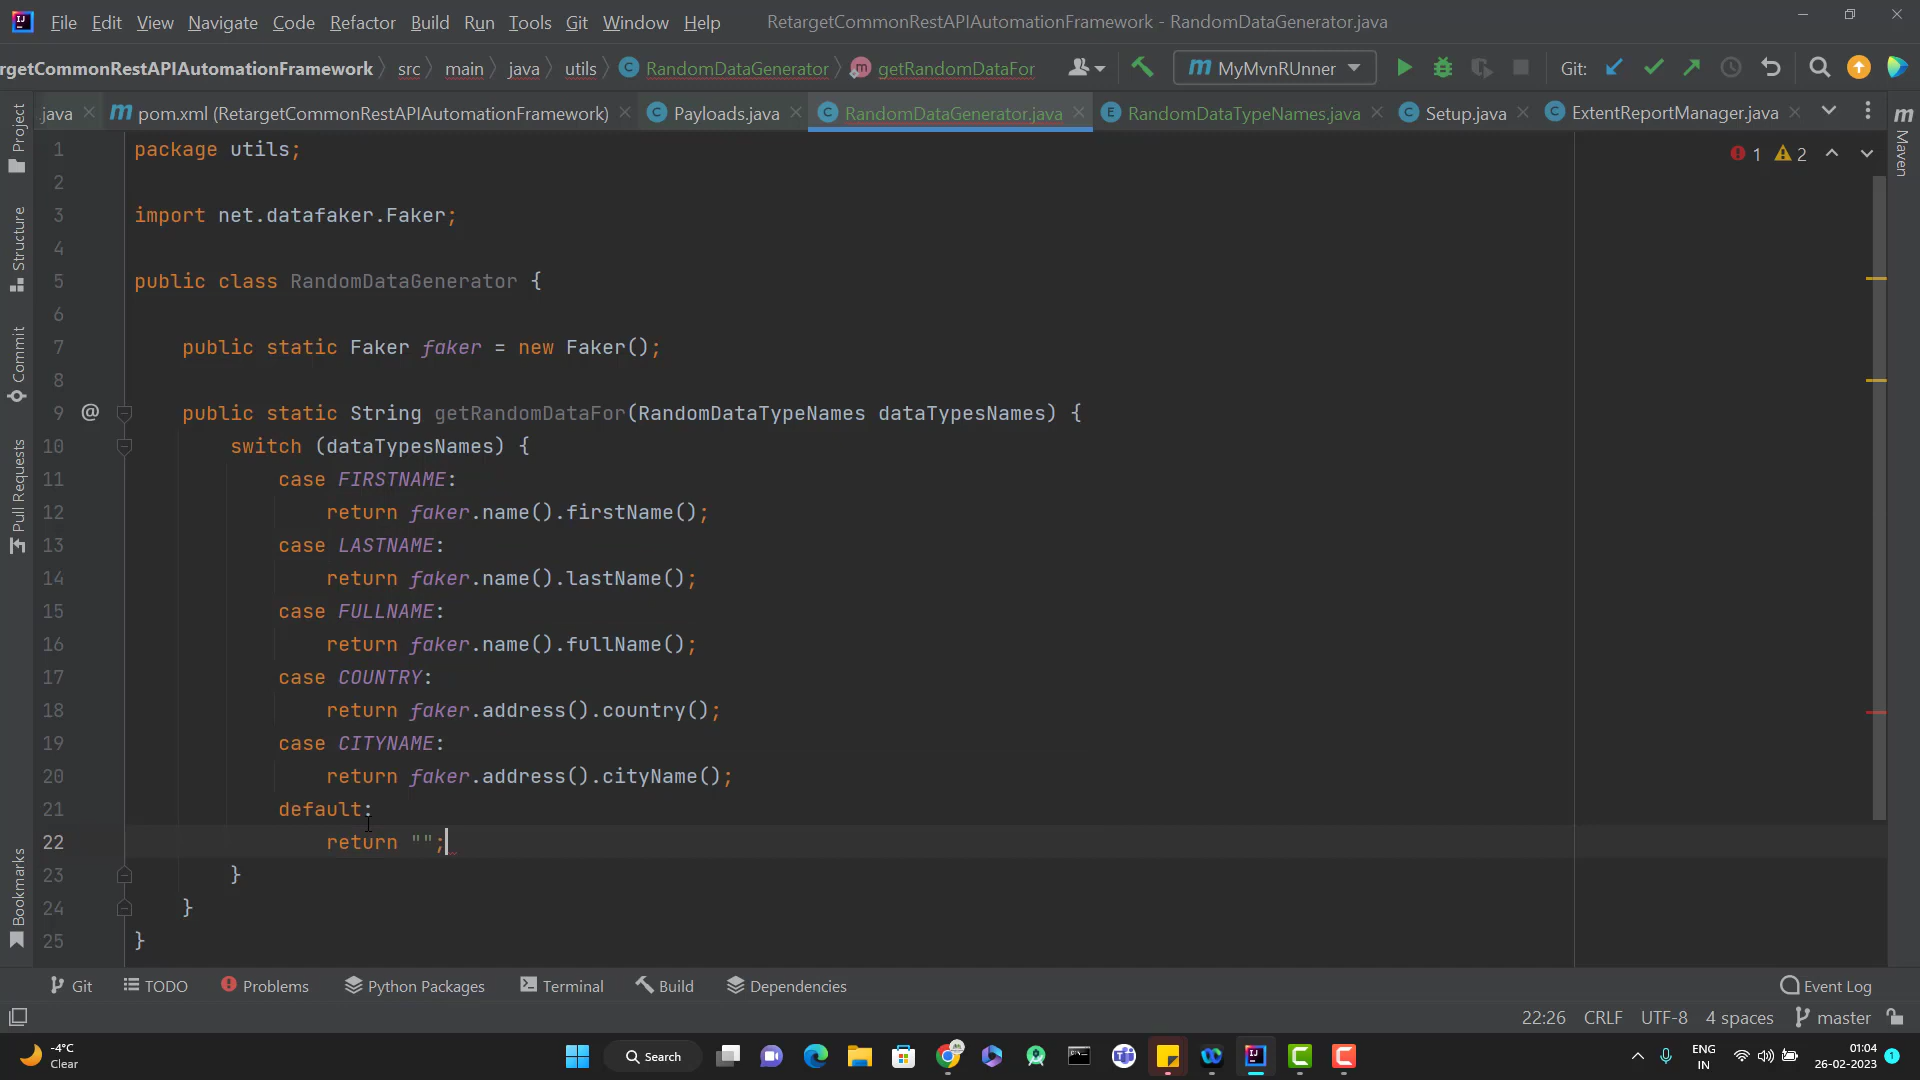 File Edit View Navigate Code Refactor Build Run Tools Git Window Help RetargetCommonRestAPIAutomationFramework - RandomDataGenerator.java
rgetCommonRestAPIAutomationFramework src main java utils RandomDataGenerator getRandomDataFor MyMvnRUnner Git:
.java pom.xml (RetargetCommonRestAPIAutomationFramework) Payloads.java RandomDataGenerator.java RandomDataTypeNames.java Setup.java ExtentReportManager.java
Project
Structure
Commit
Pull Requests
Bookmarks
Maven
1 2
1 package utils;
2
3 import net.datafaker.Faker;
4
5 public class RandomDataGenerator {
6
7 public static Faker faker = new Faker();
8
9 @ public static String getRandomDataFor(RandomDataTypeNames dataTypesNames) {
10 switch (dataTypesNames) {
11 case FIRSTNAME:
12 return faker.name().firstName();
13 case LASTNAME:
14 return faker.name().lastName();
15 case FULLNAME:
16 return faker.name().fullName();
17 case COUNTRY:
18 return faker.address().country();
19 case CITYNAME:
20 return faker.address().cityName();
21 default:
22 return "";
23 }
24 }
25 }
Git TODO Problems Python Packages Terminal Build Dependencies Event Log
22:26 CRLF UTF-8 4 spaces master
-4°C
Clear
Search
ENG
IN
01:04
26-02-2023
1